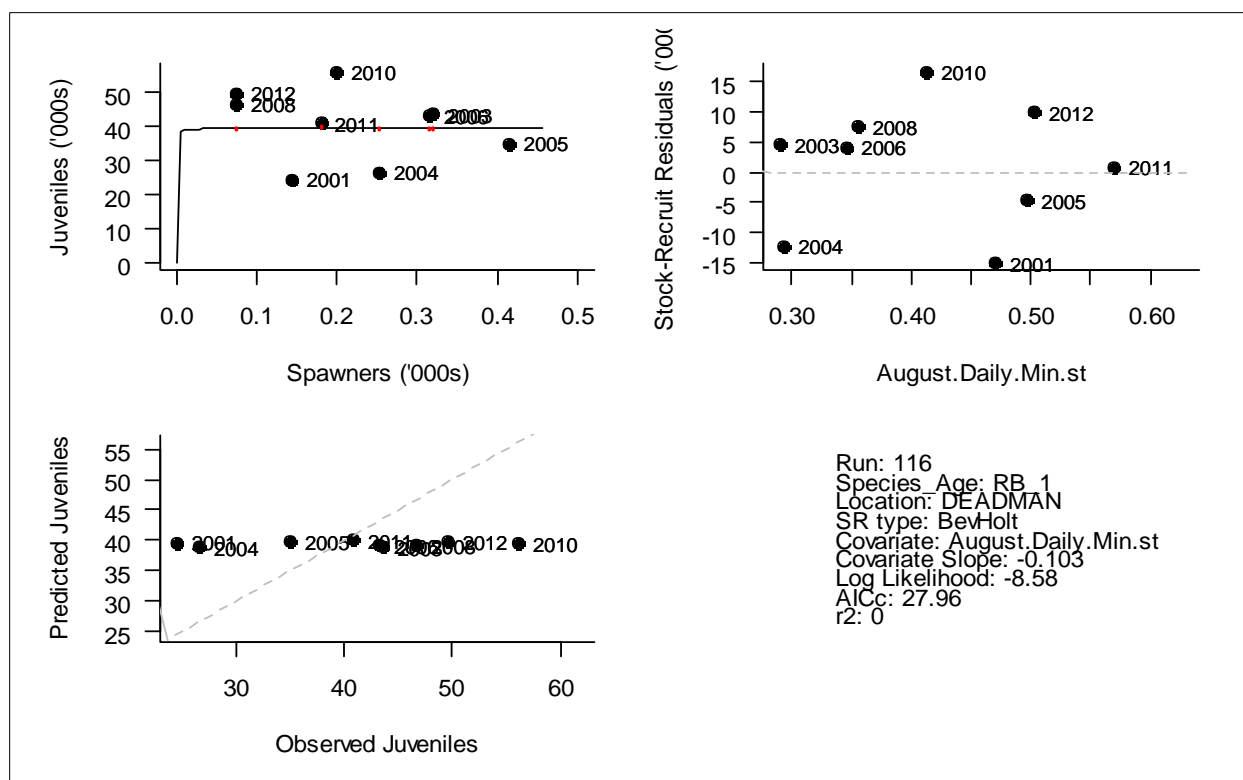 Juveniles ('000s)
50
40
30
20
10
0
2010
2012
2008
2011
2003
2006
2005
2004
2001
0.0 0.1 0.2 0.3 0.4 0.5
Spawners ('000s)
Stock-Recruit Residuals ('00
15
10
5
0
-5
-10
-15
2010
2012
2008
2003
2006
2011
2005
2004
2001
0.30 0.40 0.50 0.60
August.Daily.Min.st
Predicted Juveniles
55
50
45
40
35
30
25
2001
2004
2005
2011
2008
2012
2010
30 40 50 60
Observed Juveniles
Run: 116
Species_Age: RB_1
Location: DEADMAN
SR type: BevHolt
Covariate: August.Daily.Min.st
Covariate Slope: -0.103
Log Likelihood: -8.58
AICc: 27.96
r2: 0